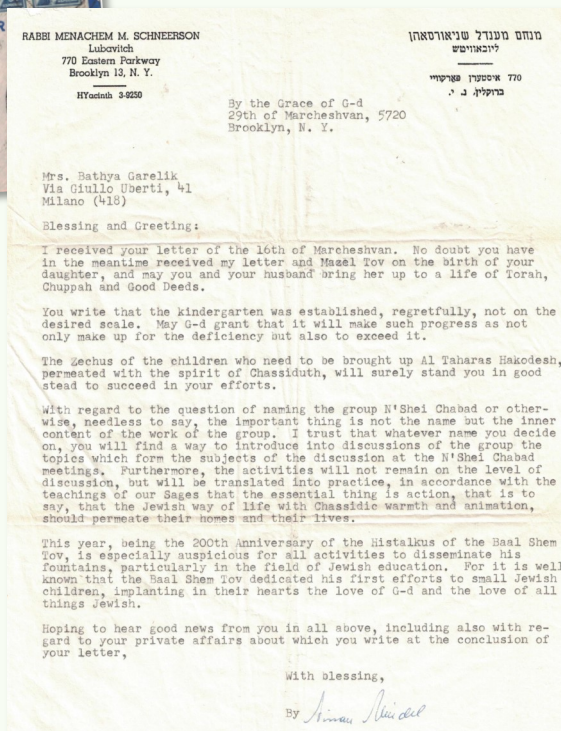 RABBI MENACHEM M. SCHNEERSON
Lubavitch
770 Eastern Parkway
Brooklyn 13, N. Y.
HYacinth 3-9250
מנחם מענדל שניאורסאהן
ליובאוויטש
770 איסטערן פארקוויי
ברוקלין, נ. י.
By the Grace of G-d
29th of Marcheshvan, 5720
Brooklyn, N. Y.
Mrs. Bathya Garelik
Via Giullo Uberti, 41
Milano (418)
Blessing and Greeting:
I received your letter of the 16th of Marcheshvan. No doubt you have
in the meantime received my letter and Mazel Tov on the birth of your
daughter, and may you and your husband bring her up to a life of Torah,
Chuppah and Good Deeds.
You write that the kindergarten was established, regretfully, not on the
desired scale. May G-d grant that it will make such progress as not
only make up for the deficiency but also to exceed it.
The Zechus of the children who need to be brought up Al Taharas Hakodesh,
permeated with the spirit of Chassiduth, will surely stand you in good
stead to succeed in your efforts.
With regard to the question of naming the group N'Shei Chabad or other-
wise, needless to say, the important thing is not the name but the inner
content of the work of the group. I trust that whatever name you decide
on, you will find a way to introduce into discussions of the group the
topics which form the subjects of the discussion at the N'Shei Chabad
meetings. Furthermore, the activities will not remain on the level of
discussion, but will be translated into practice, in accordance with the
teachings of our Sages that the essential thing is action, that is to
say, that the Jewish way of life with Chassidic warmth and animation,
should permeate their homes and their lives.
This year, being the 200th Anniversary of the Histalkus of the Baal Shem
Tov, is especially auspicious for all activities to disseminate his
fountains, particularly in the field of Jewish education. For it is well
known that the Baal Shem Tov dedicated his first efforts to small Jewish
children, implanting in their hearts the love of G-d and the love of all
things Jewish.
Hoping to hear good news from you in all above, including also with re-
gard to your private affairs about which you write at the conclusion of
your letter,
With blessing,
By